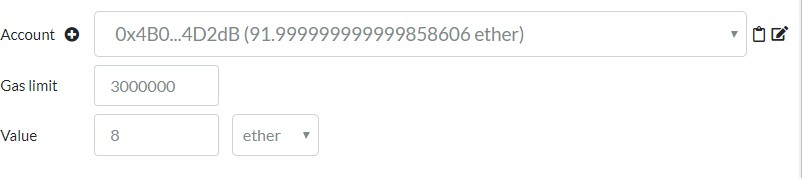 Account 0x4B0...4D2dB (91.999999999999858606 ether)
Gas limit 3000000
Value 8 ether